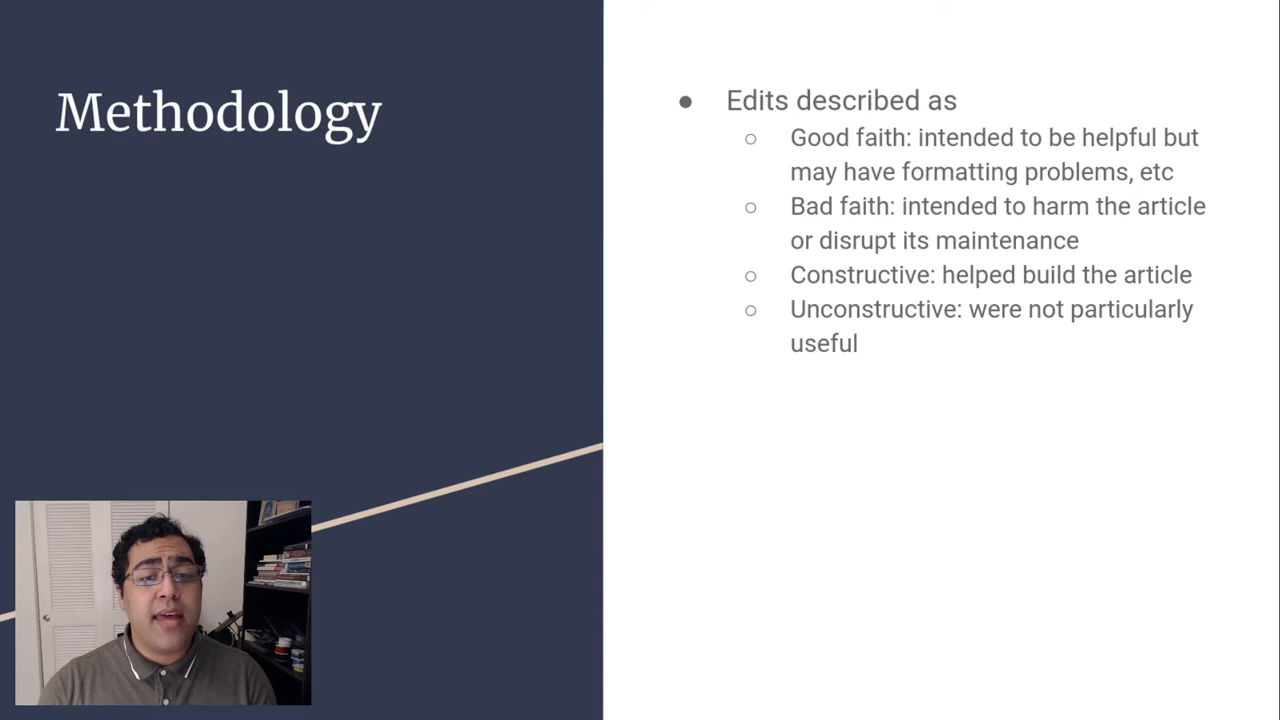 Methodology
● Edits described as
○ Good faith: intended to be helpful but
may have formatting problems, etc
○ Bad faith: intended to harm the article
or disrupt its maintenance
○ Constructive: helped build the article
○ Unconstructive: were not particularly
useful